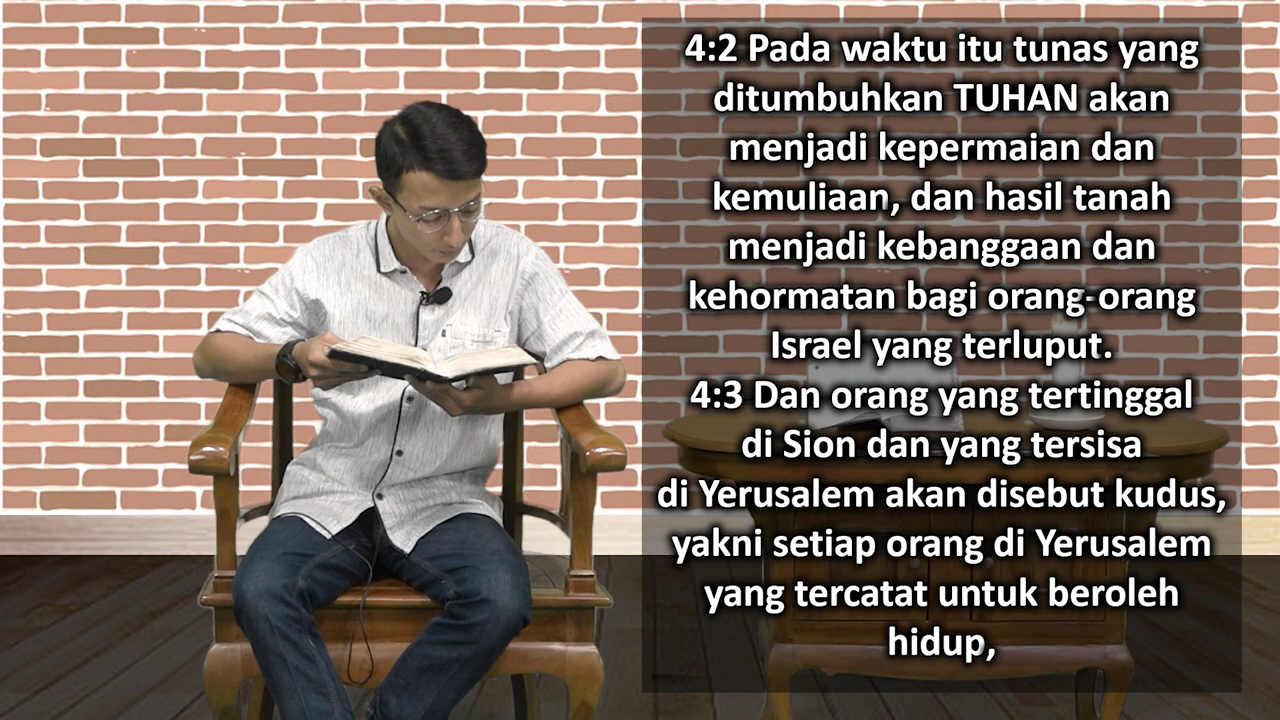 4:2 Pada waktu itu tunas yang
ditumbuhkan TUHAN akan
menjadi kepermaian dan
kemuliaan, dan hasil tanah
menjadi kebanggaan dan
kehormatan bagi orang-orang
Israel yang terluput.
4:3 Dan orang yang tertinggal
di Sion dan yang tersisa
di Yerusalem akan disebut kudus,
yakni setiap orang di Yerusalem
yang tercatat untuk beroleh
hidup,